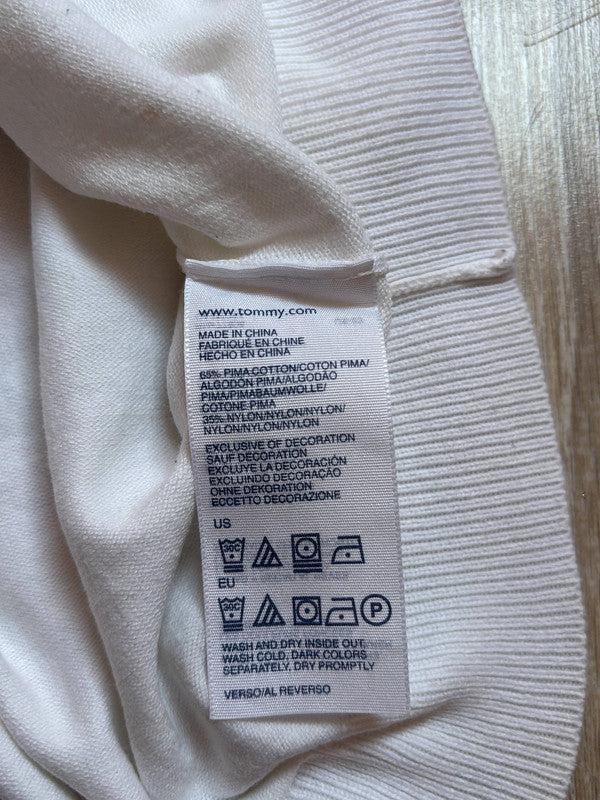 www.tommy.com
MADE IN CHINA
FABRIQUÉ EN CHINE
HECHO EN CHINA
65% PIMA COTTON/COTON PIMA/
ALGODÓN PIMA/ALGODÃO
PIMA/PIMABAUMWOLLE/
COTONE PIMA
35% NYLON/NYLON/NYLON/
NYLON/NYLON/NYLON
EXCLUSIVE OF DECORATION
SAUF DECORATION
EXCLUYE LA DECORACIÓN
EXCLUINDO DECORAÇÃO
OHNE DEKORATION
ECCETTO DECORAZIONE
US
30C
EU
30C P
WASH AND DRY INSIDE OUT,
WASH COLD, DARK COLORS
SEPARATELY, DRY PROMPTLY
VERSO/AL REVERSO